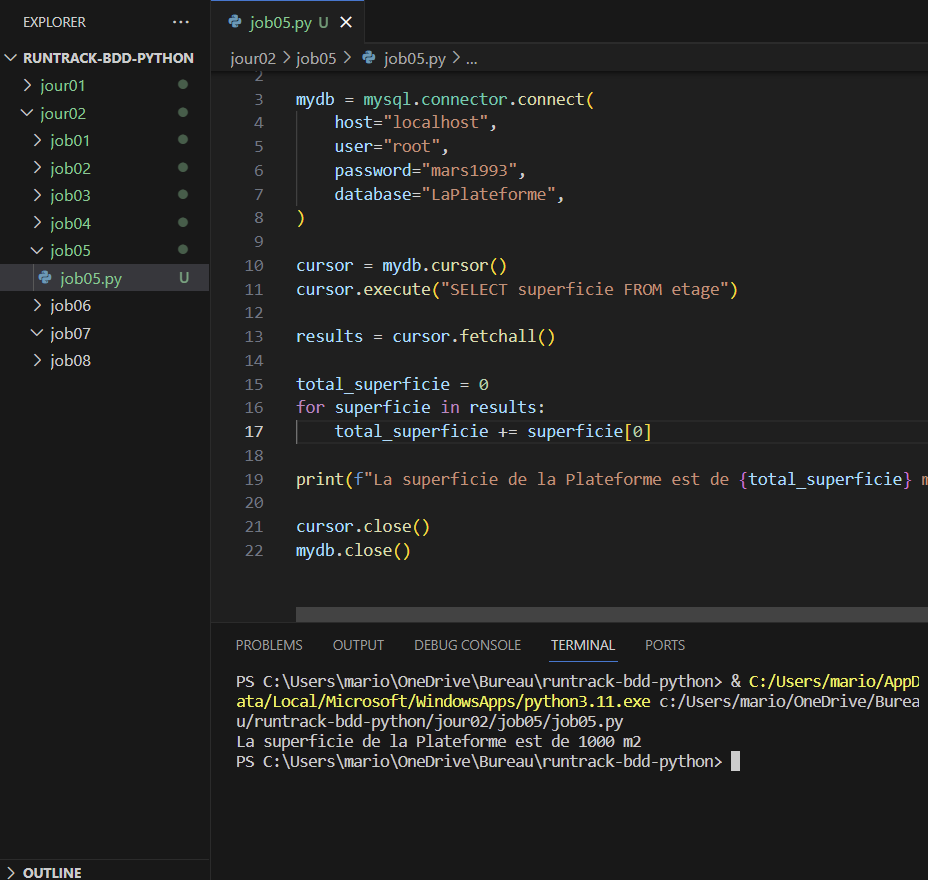 EXPLORER ···
RUNTRACK-BDD-PYTHON
jour01
jour02
job01
job02
job03
job04
job05
job05.py U
job06
job07
job08
OUTLINE
job05.py U
jour02 > job05 > job05.py > ...
2
3 mydb = mysql.connector.connect(
4 host="localhost",
5 user="root",
6 password="mars1993",
7 database="LaPlateforme",
8 )
9
10 cursor = mydb.cursor()
11 cursor.execute("SELECT superficie FROM etage")
12
13 results = cursor.fetchall()
14
15 total_superficie = 0
16 for superficie in results:
17 total_superficie += superficie[0]
18
19 print(f"La superficie de la Plateforme est de {total_superficie} m
20
21 cursor.close()
22 mydb.close()
PROBLEMS OUTPUT DEBUG CONSOLE TERMINAL PORTS
PS C:\Users\mario\OneDrive\Bureau\runtrack-bdd-python> & C:/Users/mario/AppD
ata/Local/Microsoft/WindowsApps/python3.11.exe c:/Users/mario/OneDrive/Burea
u/runtrack-bdd-python/jour02/job05/job05.py
La superficie de la Plateforme est de 1000 m2
PS C:\Users\mario\OneDrive\Bureau\runtrack-bdd-python>